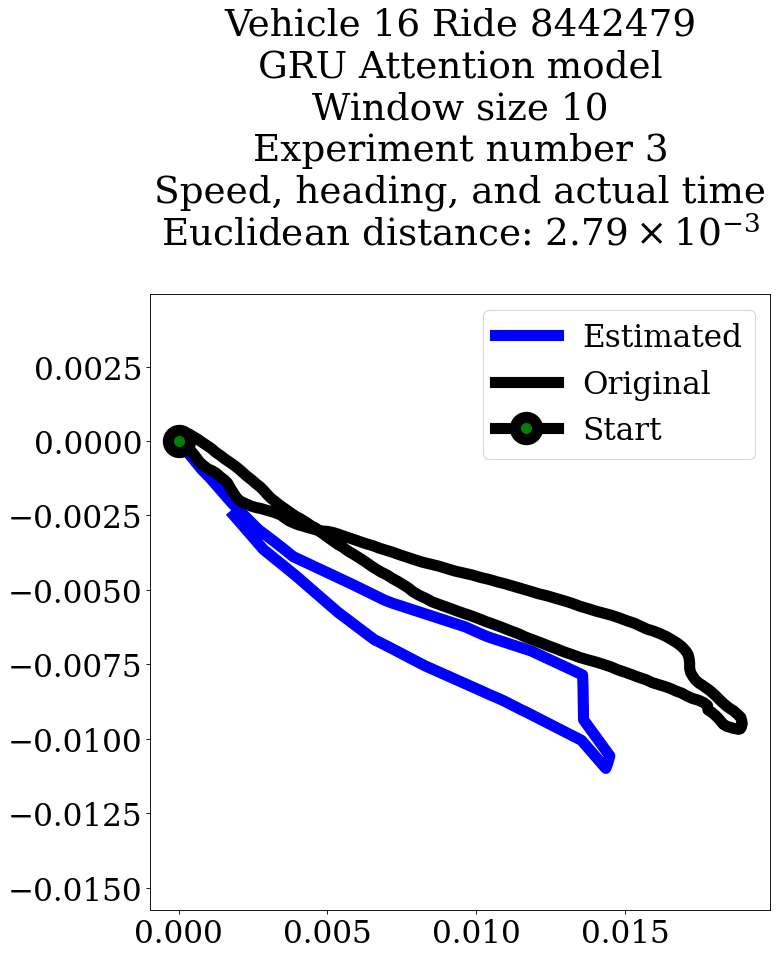 Vehicle 16 Ride 8442479
GRU Attention model
Window size 10
Experiment number 3
Speed, heading, and actual time
Euclidean distance: 2.79 × 10⁻³
Estimated
Original
Start
0.0025
0.0000
−0.0025
−0.0050
−0.0075
−0.0100
−0.0125
−0.0150
0.000 0.005 0.010 0.015